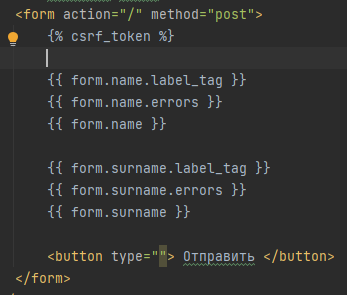 <form action="/" method="post">
{% csrf_token %}
{{ form.name.label_tag }}
{{ form.name.errors }}
{{ form.name }}
{{ form.surname.label_tag }}
{{ form.surname.errors }}
{{ form.surname }}
<button type=""> Отправить </button>
</form>